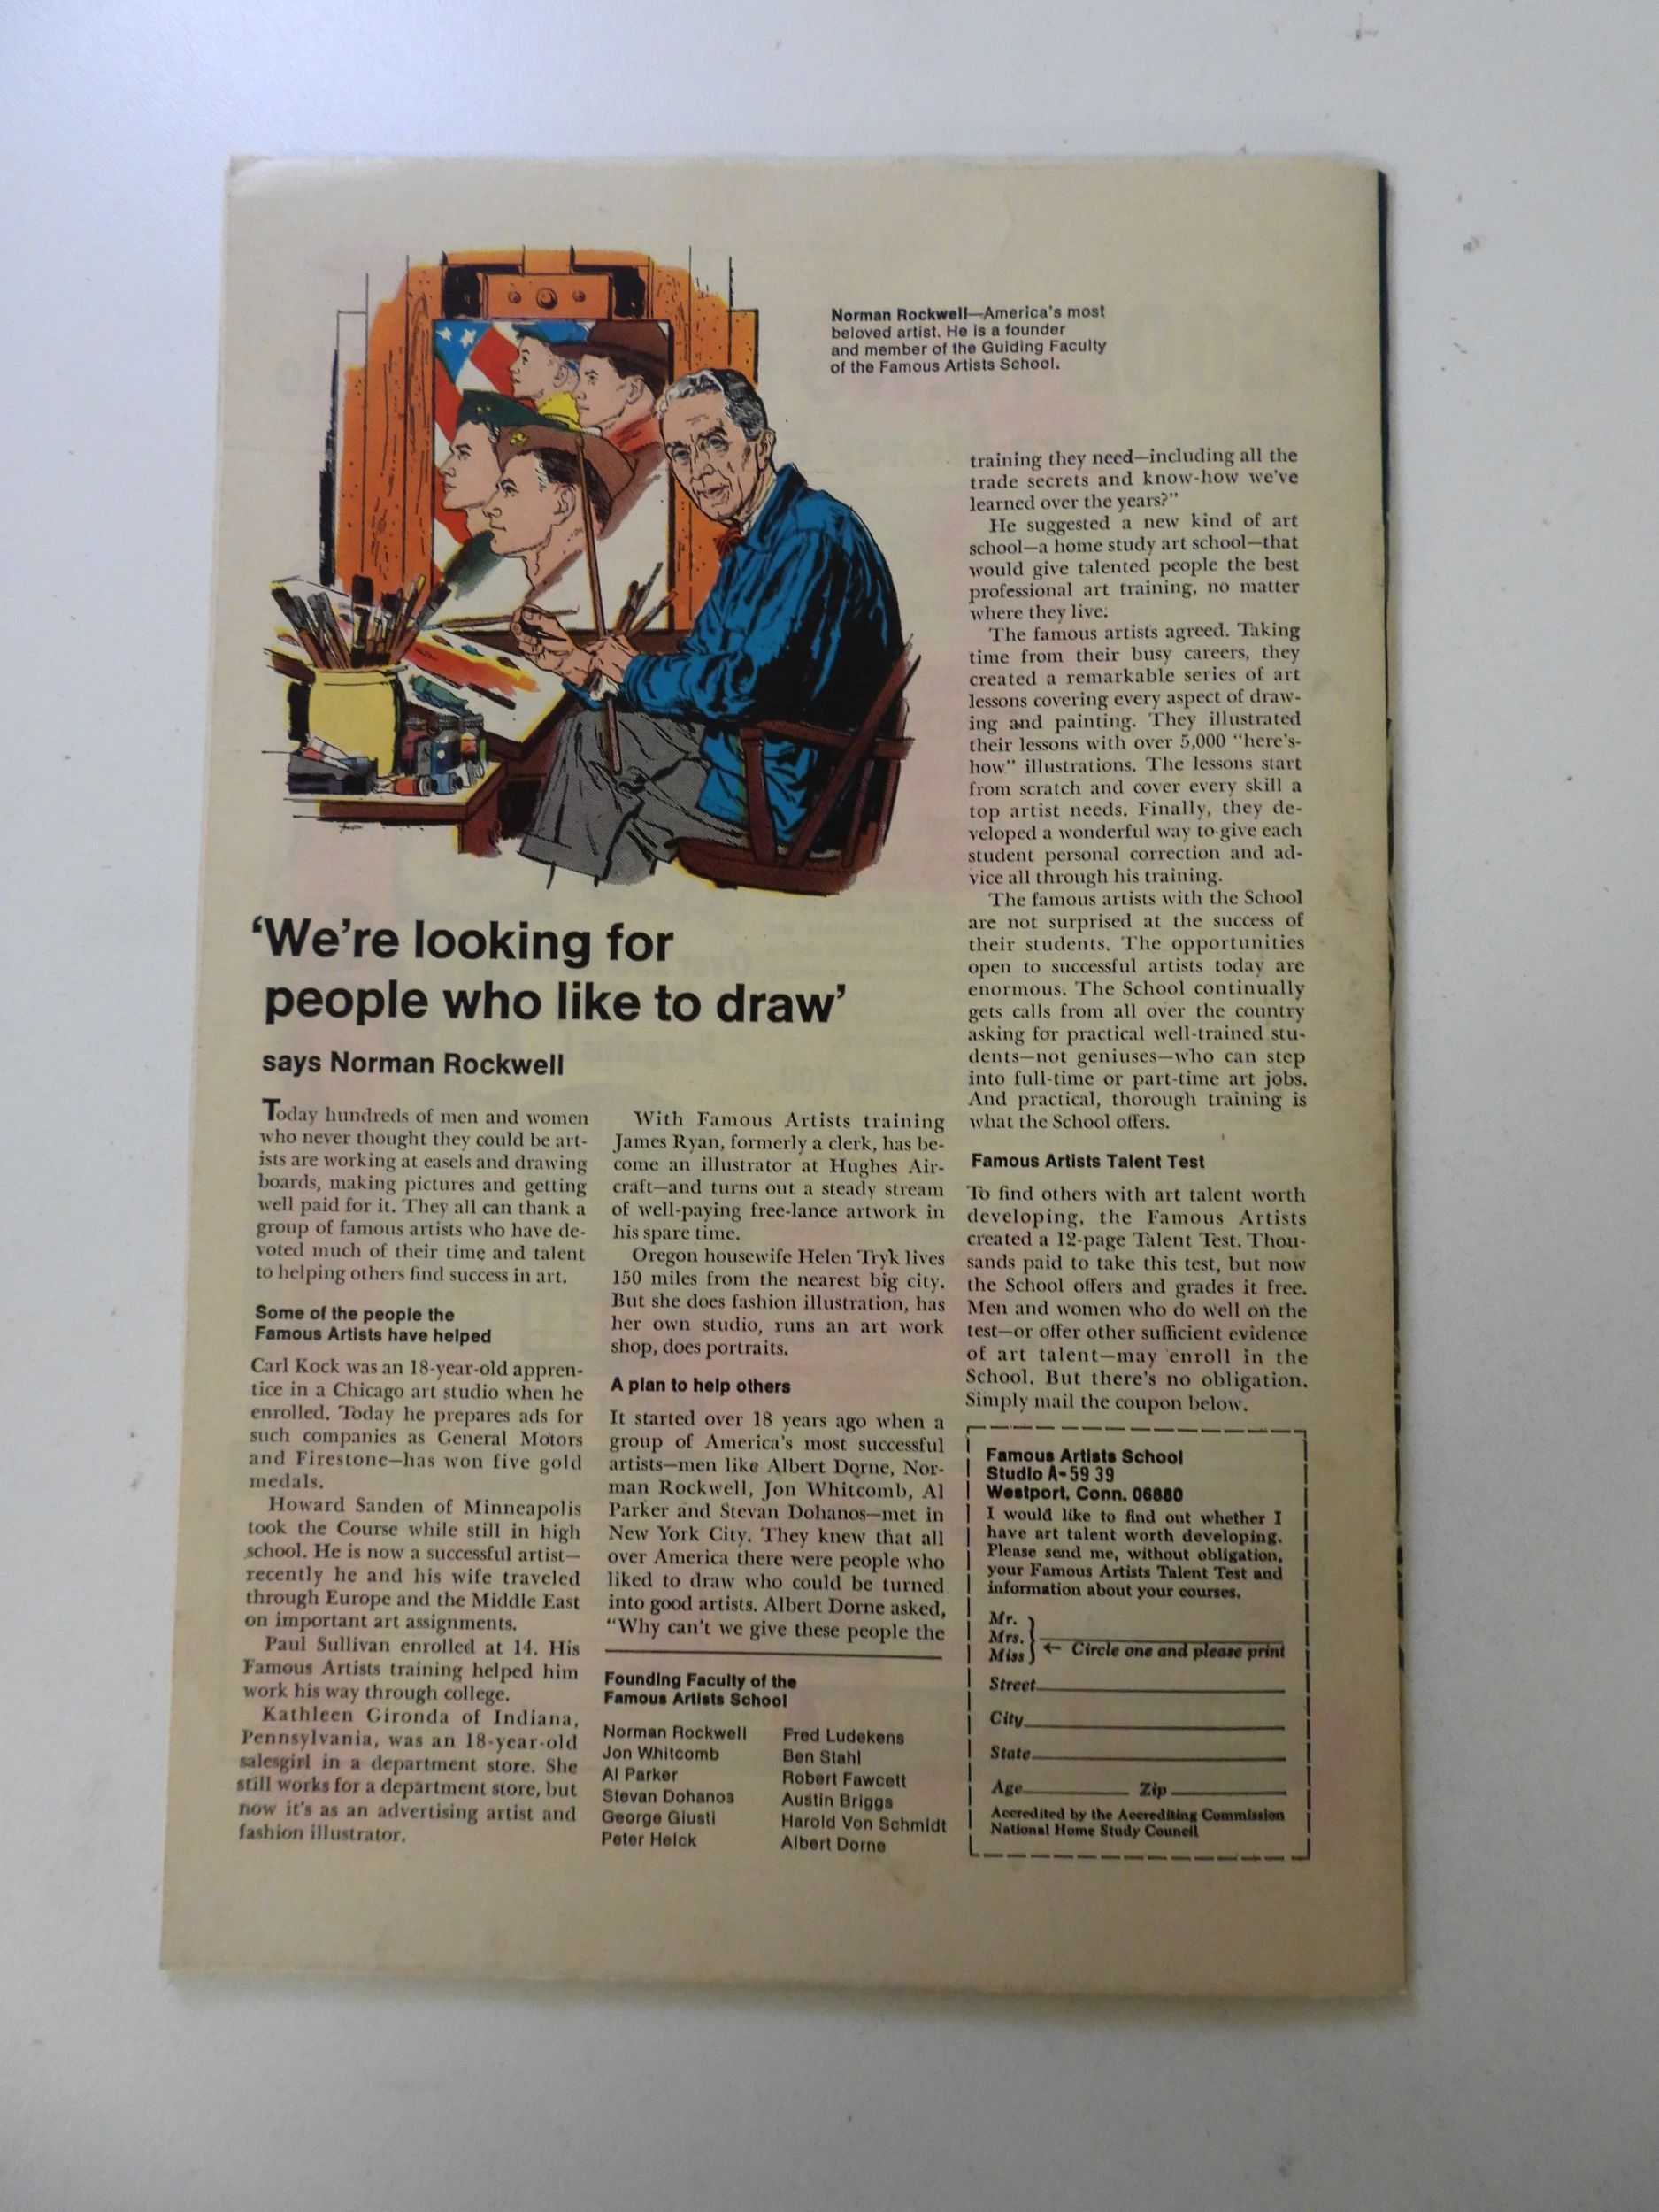 Norman Rockwell—America's most
beloved artist. He is a founder
and member of the Guiding Faculty
of the Famous Artists School.
'We're looking for
people who like to draw'
says Norman Rockwell
Today hundreds of men and women
who never thought they could be art-
ists are working at easels and drawing
boards, making pictures and getting
well paid for it. They all can thank a
group of famous artists who have de-
voted much of their time and talent
to helping others find success in art.
Some of the people the
Famous Artists have helped
Carl Kock was an 18-year-old appren-
tice in a Chicago art studio when he
enrolled. Today he prepares ads for
such companies as General Motors
and Firestone—has won five gold
medals.
Howard Sanden of Minneapolis
took the Course while still in high
school. He is now a successful artist—
recently he and his wife traveled
through Europe and the Middle East
on important art assignments.
Paul Sullivan enrolled at 14. His
Famous Artists training helped him
work his way through college.
Kathleen Gironda of Indiana,
Pennsylvania, was an 18-year-old
salesgirl in a department store. She
still works for a department store, but
now it's as an advertising artist and
fashion illustrator.
With Famous Artists training
James Ryan, formerly a clerk, has be-
come an illustrator at Hughes Air-
craft—and turns out a steady stream
of well-paying free-lance artwork in
his spare time.
Oregon housewife Helen Tryk lives
150 miles from the nearest big city.
But she does fashion illustration, has
her own studio, runs an art work
shop, does portraits.
A plan to help others
It started over 18 years ago when a
group of America's most successful
artists—men like Albert Dorne, Nor-
man Rockwell, Jon Whitcomb, Al
Parker and Stevan Dohanos—met in
New York City. They knew that all
over America there were people who
liked to draw who could be turned
into good artists. Albert Dorne asked,
"Why can't we give these people the
Founding Faculty of the
Famous Artists School
Norman Rockwell
Jon Whitcomb
Al Parker
Stevan Dohanos
George Giusti
Peter Helck
Fred Ludekens
Ben Stahl
Robert Fawcett
Austin Briggs
Harold Von Schmidt
Albert Dorne
training they need—including all the
trade secrets and know-how we've
learned over the years?"
He suggested a new kind of art
school—a home study art school—that
would give talented people the best
professional art training, no matter
where they live.
The famous artists agreed. Taking
time from their busy careers, they
created a remarkable series of art
lessons covering every aspect of draw-
ing and painting. They illustrated
their lessons with over 5,000 "here's-
how" illustrations. The lessons start
from scratch and cover every skill a
top artist needs. Finally, they de-
veloped a wonderful way to give each
student personal correction and ad-
vice all through his training.
The famous artists with the School
are not surprised at the success of
their students. The opportunities
open to successful artists today are
enormous. The School continually
gets calls from all over the country
asking for practical well-trained stu-
dents—not geniuses—who can step
into full-time or part-time art jobs.
And practical, thorough training is
what the School offers.
Famous Artists Talent Test
To find others with art talent worth
developing, the Famous Artists
created a 12-page Talent Test. Thou-
sands paid to take this test, but now
the School offers and grades it free.
Men and women who do well on the
test—or offer other sufficient evidence
of art talent—may enroll in the
School. But there's no obligation.
Simply mail the coupon below.
Famous Artists School
Studio A-59 39
Westport, Conn. 06880
I would like to find out whether I
have art talent worth developing.
Please send me, without obligation,
your Famous Artists Talent Test and
information about your courses.
Mr.
Mrs.
Miss
← Circle one and please print
Street
City
State
Age Zip
Accredited by the Accrediting Commission
National Home Study Council